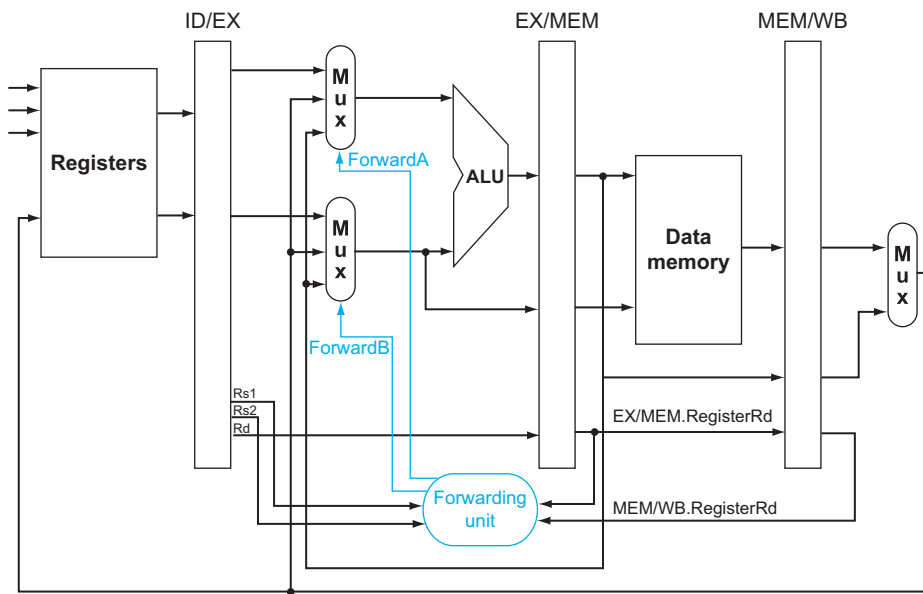 ID/EX
EX/MEM
MEM/WB
Registers
M
u
x
ForwardA
ALU
M
u
x
Data
memory
M
u
x
ForwardB
Rs1
Rs2
Rd
EX/MEM.RegisterRd
Forwarding
unit
MEM/WB.RegisterRd